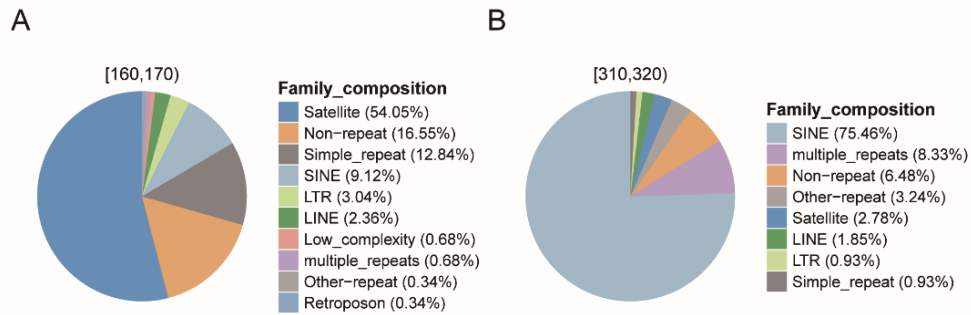 A
[160,170)
Family_composition
Satellite (54.05%)
Non-repeat (16.55%)
Simple_repeat (12.84%)
SINE (9.12%)
LTR (3.04%)
LINE (2.36%)
Low_complexity (0.68%)
multiple_repeats (0.68%)
Other-repeat (0.34%)
Retroposon (0.34%)
B
[310,320)
Family_composition
SINE (75.46%)
multiple_repeats (8.33%)
Non-repeat (6.48%)
Other-repeat (3.24%)
Satellite (2.78%)
LINE (1.85%)
LTR (0.93%)
Simple_repeat (0.93%)